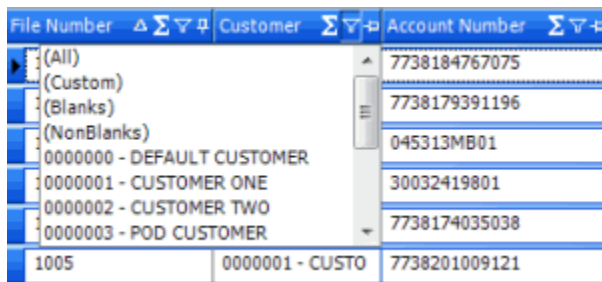 File Number Customer Account Number
(All)
(Custom)
(Blanks)
(NonBlanks)
0000000 - DEFAULT CUSTOMER
0000001 - CUSTOMER ONE
0000002 - CUSTOMER TWO
0000003 - POD CUSTOMER
7738184767075
7738179391196
045313MB01
30032419801
7738174035038
1005 0000001 - CUSTO 7738201009121